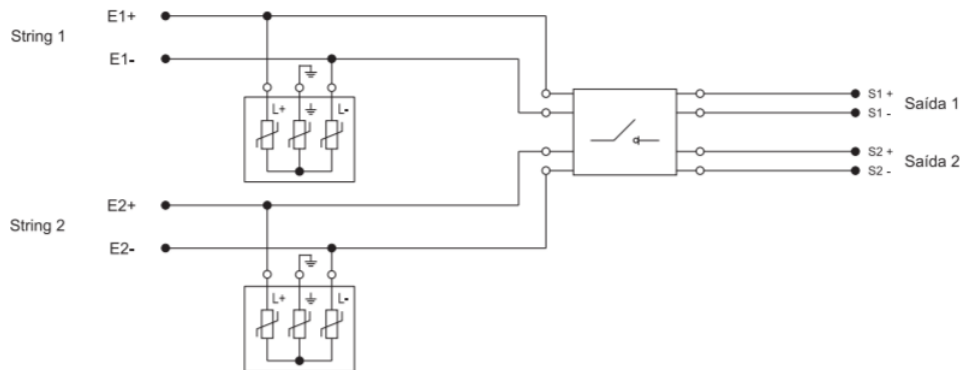 String 1
E1+
E1-
L+
L-
S1 +
S1 -
Saída 1
S2 +
S2 -
Saída 2
String 2
E2+
E2-
L+
L-